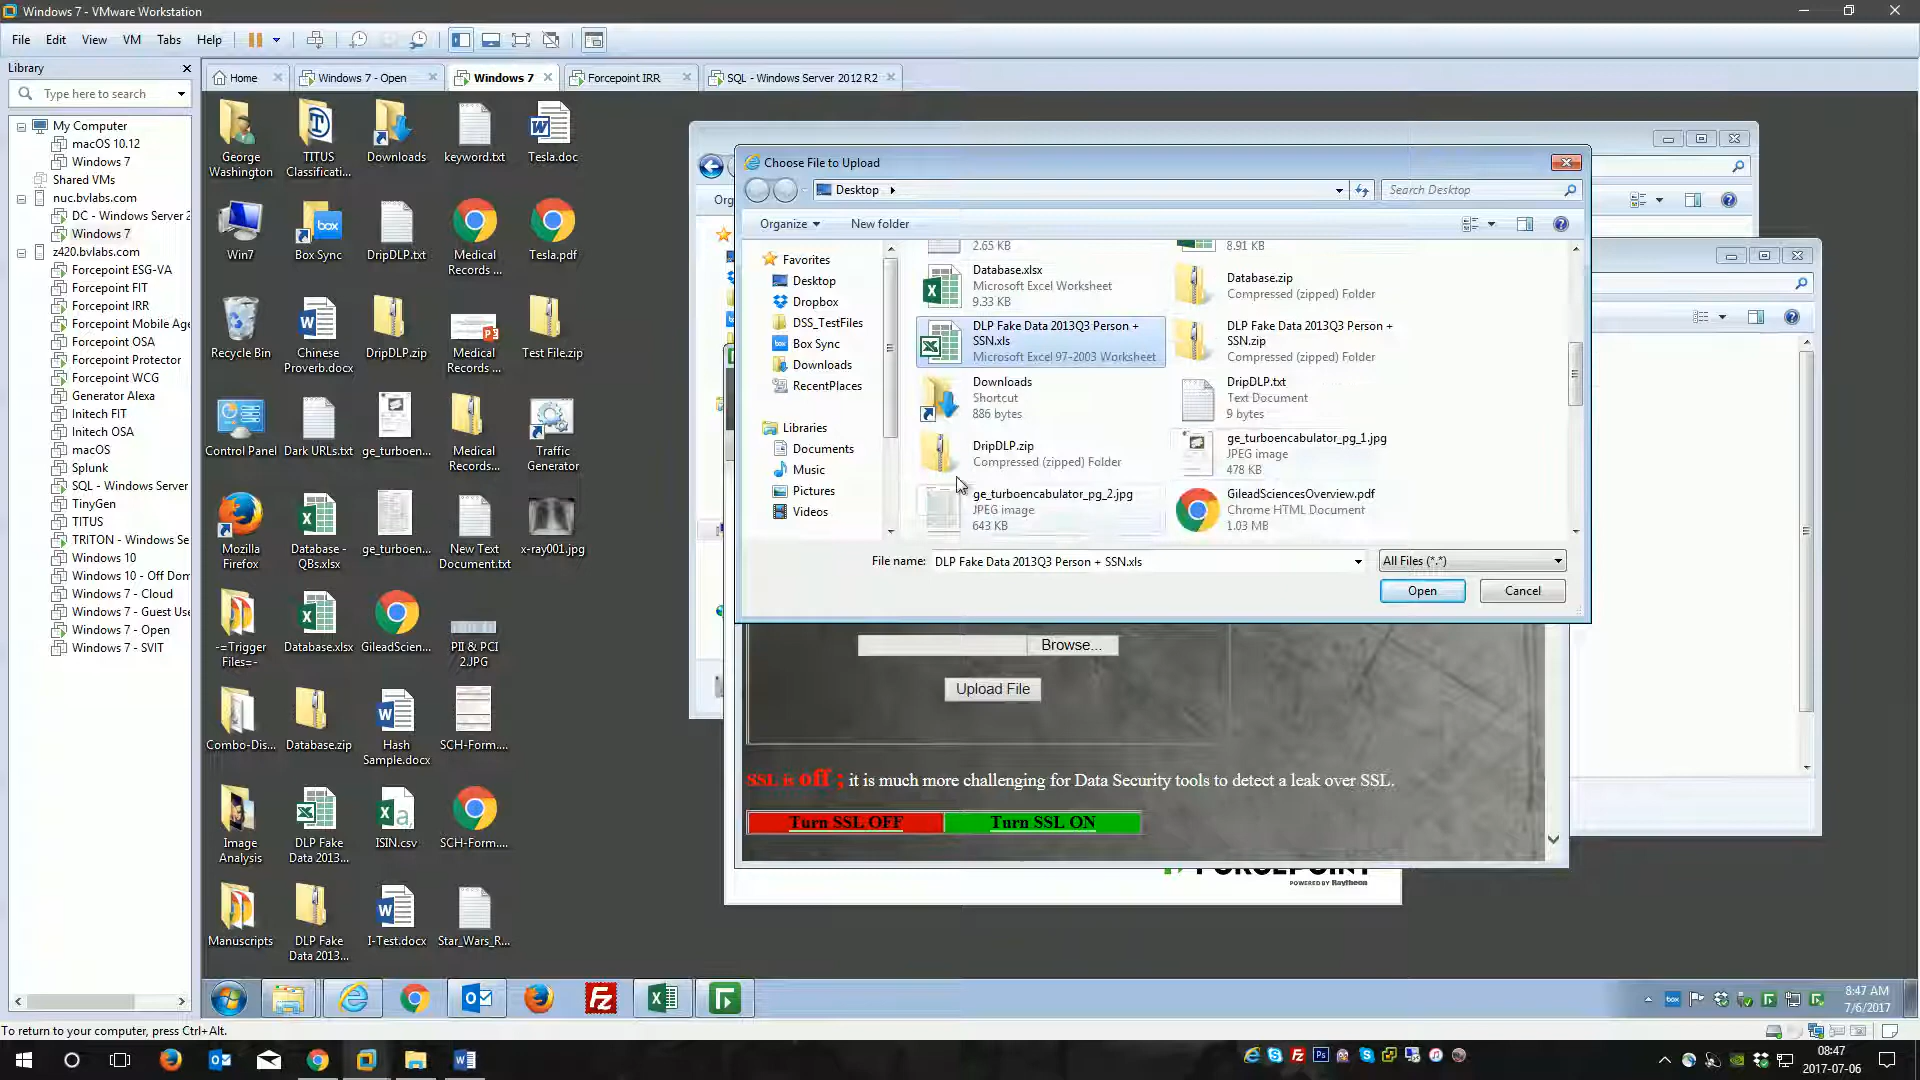 Windows 7 - VMware Workstation
File Edit View VM Tabs Help
Library
Type here to search
My Computer
macOS 10.12
Windows 7
Shared VMs
nuc.bvlabs.com
DC - Windows Server 2
Windows 7
z420.bvlabs.com
Forcepoint ESG-VA
Forcepoint FIT
Forcepoint IRR
Forcepoint Mobile Age
Forcepoint OSA
Forcepoint Protector
Forcepoint WCG
Generator Alexa
Initech FIT
Initech OSA
macOS
Splunk
SQL - Windows Server
TinyGen
TITUS
TRITON - Windows Se
Windows 10
Windows 10 - Off Dom
Windows 7 - Cloud
Windows 7 - Guest Use
Windows 7 - Open
Windows 7 - SVIT
Home Windows 7 - Open Windows 7 Forcepoint IRR SQL - Windows Server 2012 R2
George
Washington
TITUS
Classificati...
Downloads
keyword.txt
Tesla.doc
Win7
Box Sync
DripDLP.txt
Medical
Records ...
Tesla.pdf
Recycle Bin
Chinese
Proverb.docx
DripDLP.zip
Medical
Records ...
Test File.zip
Control Panel
Dark URLs.txt
ge_turboen...
Medical
Records...
Traffic
Generator
Mozilla
Firefox
Database -
QBs.xlsx
ge_turboen...
New Text
Document.txt
x-ray001.jpg
-=Trigger
Files=-
Database.xlsx
GileadScien...
PII & PCI
2.JPG
Combo-Dis...
Database.zip
Hash
Sample.docx
SCH-Form....
Image
Analysis
DLP Fake
Data 2013...
ISIN.csv
SCH-Form....
Manuscripts
DLP Fake
Data 2013...
I-Test.docx
Star_Wars_R...
Org
Choose File to Upload
Desktop
Search Desktop
Organize New folder
Favorites
Desktop
Dropbox
DSS_TestFiles
Box Sync
Downloads
RecentPlaces
Libraries
Documents
Music
Pictures
Videos
2.65 KB
8.91 KB
Database.xlsx
Microsoft Excel Worksheet
9.33 KB
Database.zip
Compressed (zipped) Folder
DLP Fake Data 2013Q3 Person +
SSN.xls
Microsoft Excel 97-2003 Worksheet
DLP Fake Data 2013Q3 Person +
SSN.zip
Compressed (zipped) Folder
Downloads
Shortcut
886 bytes
DripDLP.txt
Text Document
9 bytes
DripDLP.zip
Compressed (zipped) Folder
ge_turboencabulator_pg_1.jpg
JPEG image
478 KB
ge_turboencabulator_pg_2.jpg
JPEG image
643 KB
GileadSciencesOverview.pdf
Chrome HTML Document
1.03 MB
File name: DLP Fake Data 2013Q3 Person + SSN.xls
All Files (*.*)
Open Cancel
Browse...
Upload File
SSL is off ; it is much more challenging for Data Security tools to detect a leak over SSL.
Turn SSL OFF Turn SSL ON
FORCEPOINT
POWERED BY Raytheon
8:47 AM
7/6/2017
To return to your computer, press Ctrl+Alt.
08:47
2017-07-06